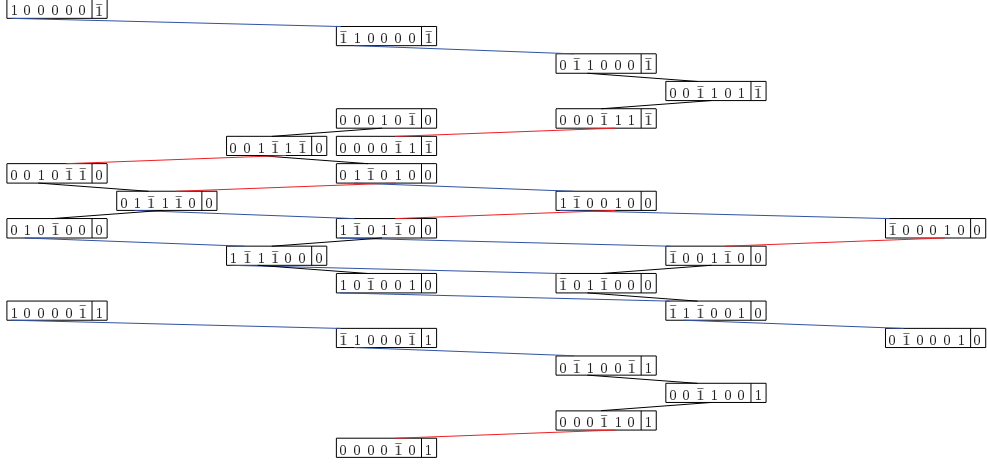 1 0 0 0 0 0 1̄
1̄ 1 0 0 0 0 1̄
0 1̄ 1 0 0 0 1̄
0 0 1̄ 1 0 1 1̄
0 0 0 1 0 1̄ 0 0 0 0 1̄ 1 1 1̄
0 0 1 1̄ 1 1̄ 0 0 0 0 0 1̄ 1 1̄
0 0 1 0 1̄ 1̄ 0 0 1 1̄ 0 1 0 0
0 1 1̄ 1 1̄ 0 0 1 1̄ 0 0 1 0 0
0 1 0 1̄ 0 0 0 1 1̄ 0 1 1̄ 0 0 1̄ 0 0 0 1 0 0
1 1̄ 1 1̄ 0 0 0 1̄ 0 0 1 1̄ 0 0
1 0 1̄ 0 0 1 0 1̄ 0 1 1̄ 0 0 0
1 0 0 0 0 1̄ 1 1̄ 1 1̄ 0 0 1 0
1̄ 1 0 0 0 1̄ 1 0 1̄ 0 0 0 1 0
0 1̄ 1 0 0 1̄ 1
0 0 1̄ 1 0 0 1
0 0 0 1̄ 1 0 1
0 0 0 0 1̄ 0 1